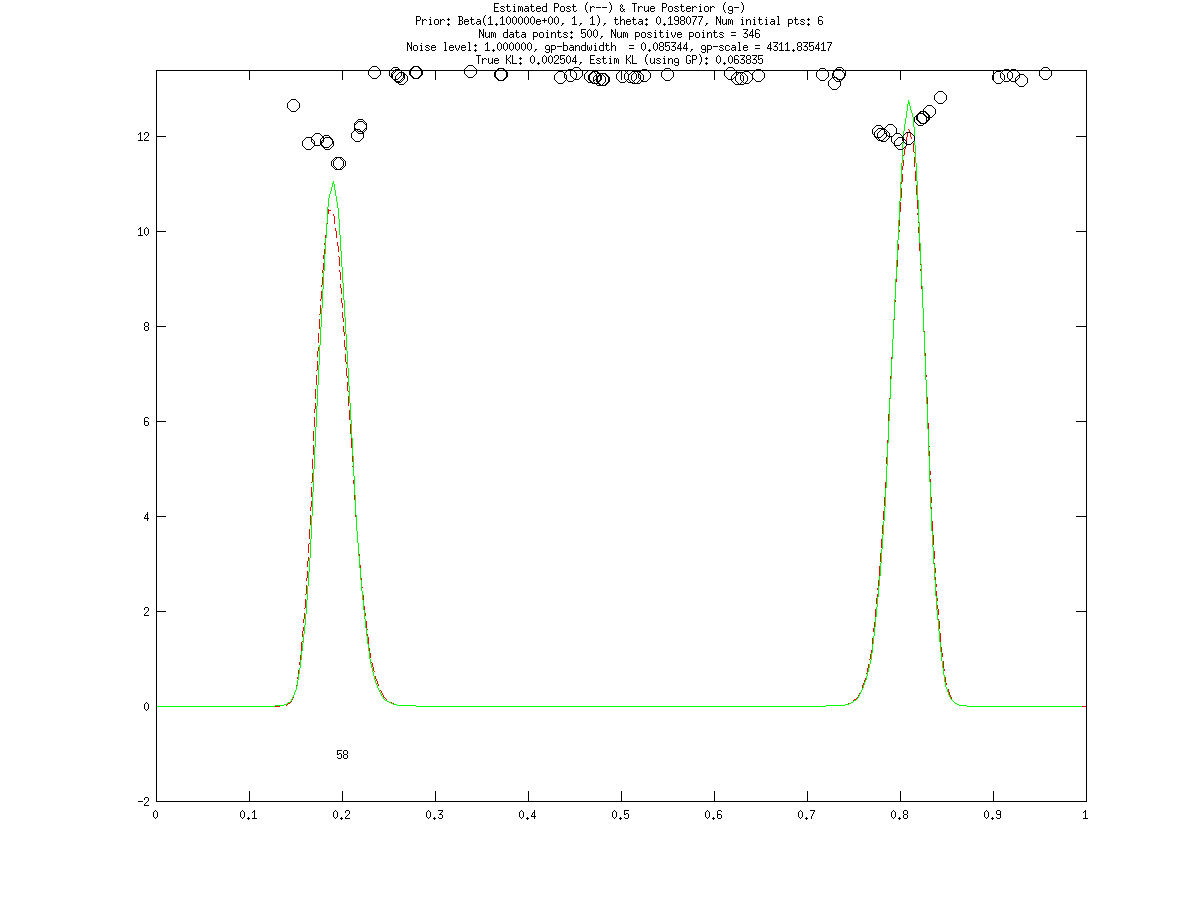 Estimated Post (r--) & True Posterior (g-)
Prior: Beta(1.100000e+00, 1, 1), theta: 0.198077, Num initial pts: 6
Num data points: 500, Num positive points = 346
Noise level: 1.000000, gp-bandwidth  = 0.085344, gp-scale = 4311.835417
True KL: 0.002504, Estim KL (using GP): 0.063835
12
10
8
6
4
2
0
58
-2
0 0.1 0.2 0.3 0.4 0.5 0.6 0.7 0.8 0.9 1